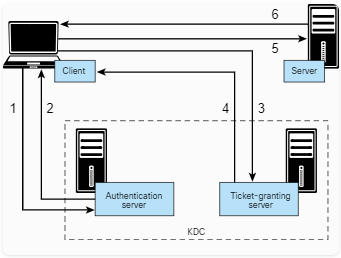 6
5
Client
Server
1
2
4
3
Authentication
server
Ticket-granting
server
KDC